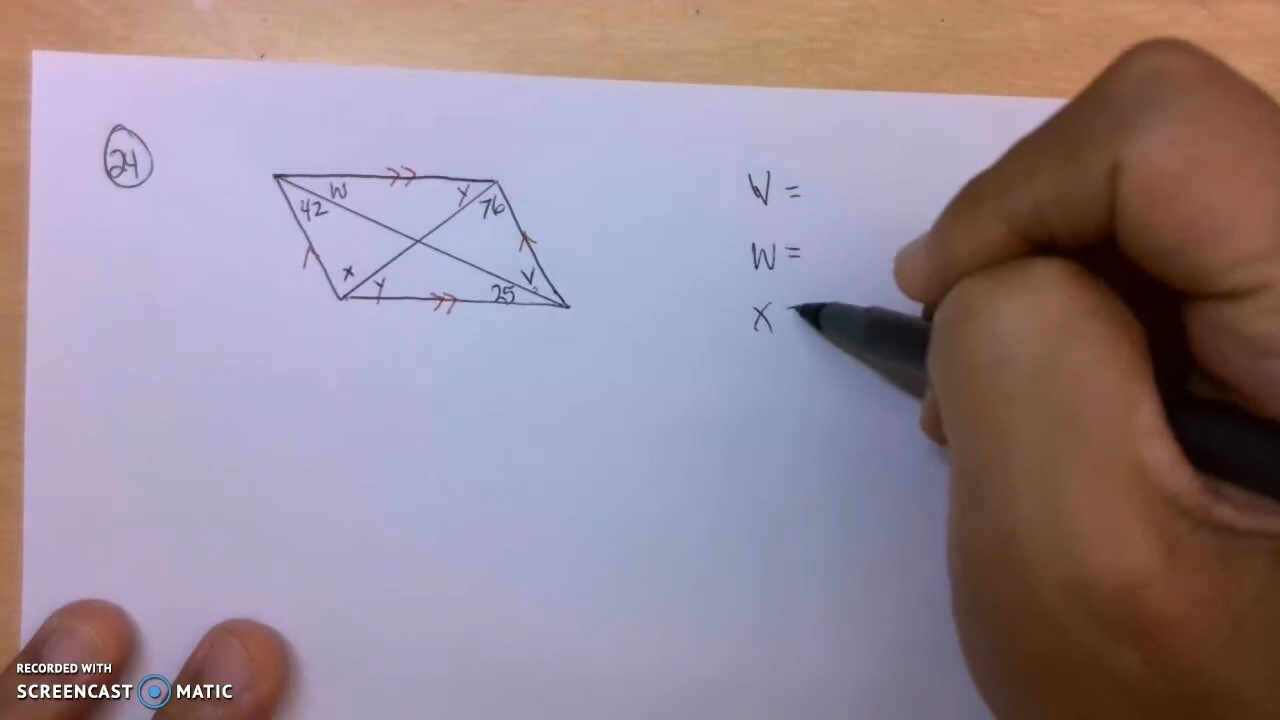 24
W
Y
42
76
X
Y
25
V
V =
W =
X
RECORDED WITH
SCREENCAST MATIC